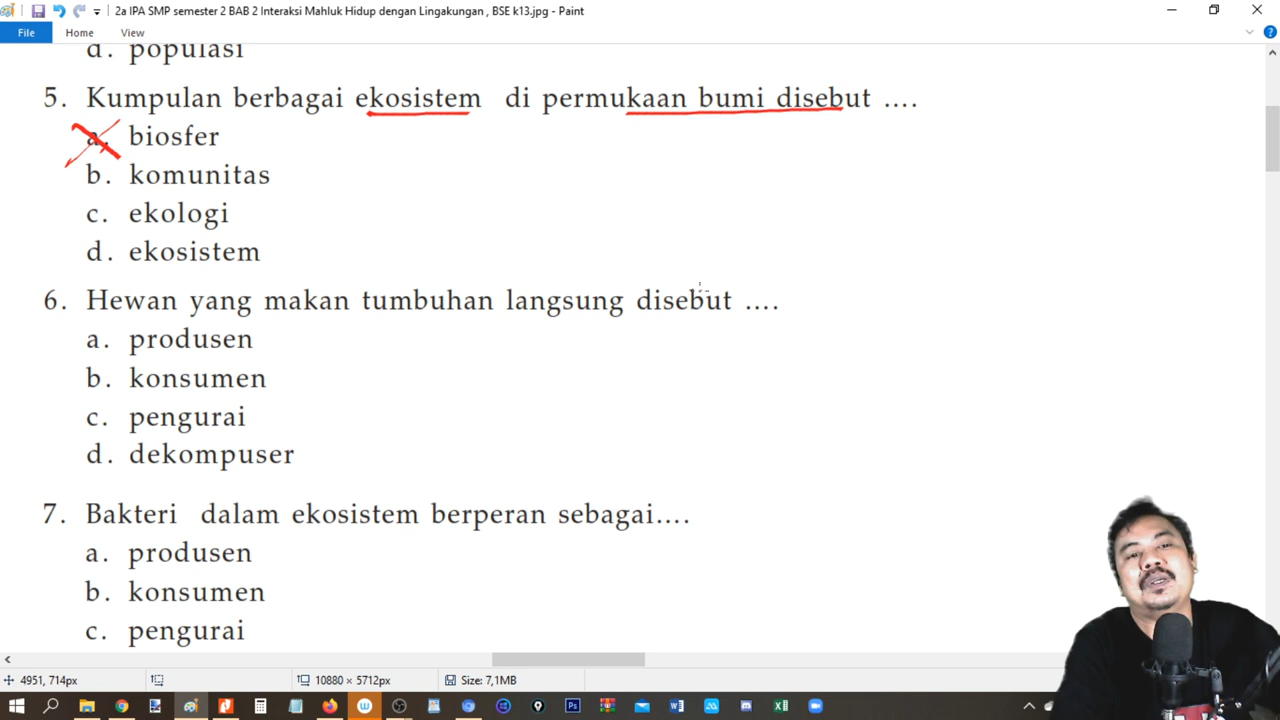 2a IPA SMP semester 2 BAB 2 Interaksi Mahluk Hidup dengan Lingakungan , BSE k13.jpg - Paint
File Home View
d. populasi
5. Kumpulan berbagai ekosistem di permukaan bumi disebut ....
a. biosfer
b. komunitas
c. ekologi
d. ekosistem
6. Hewan yang makan tumbuhan langsung disebut ....
a. produsen
b. konsumen
c. pengurai
d. dekompuser
7. Bakteri dalam ekosistem berperan sebagai....
a. produsen
b. konsumen
c. pengurai
4951, 714px 10880 × 5712px Size: 7,1MB